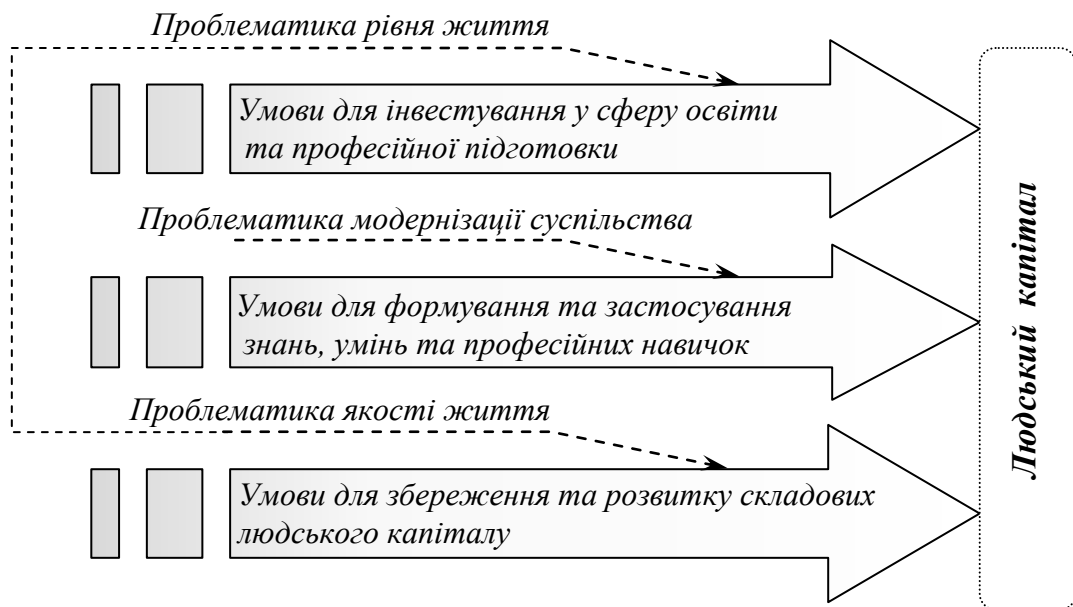 Проблематика рівня життя
Умови для інвестування у сферу освіти
та професійної підготовки
Проблематика модернізації суспільства
Умови для формування та застосування
знань, умінь та професійних навичок
Проблематика якості життя
Умови для збереження та розвитку складових
людського капіталу
Людський капітал